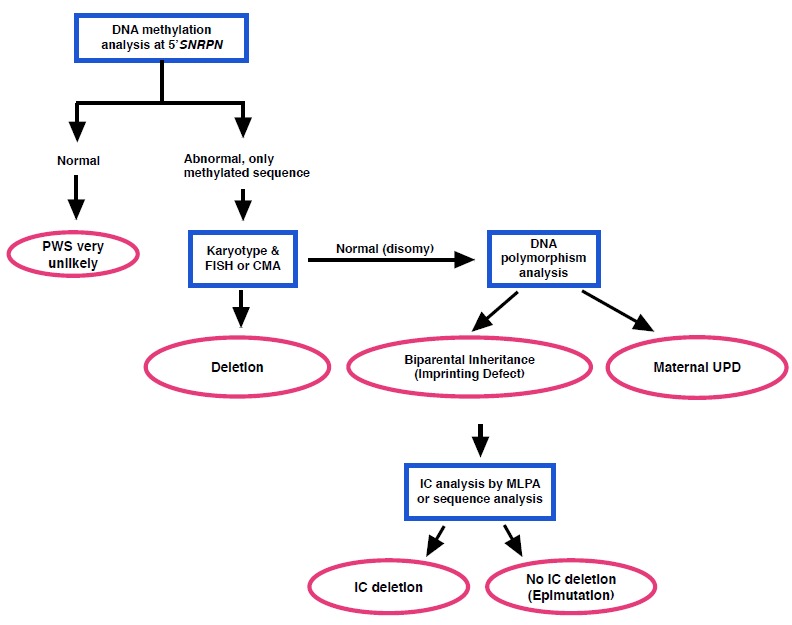 DNA methylation
analysis at 5'SNRPN
Normal
Abnormal, only
methylated sequence
PWS very
unlikely
Karyotype &
FISH or CMA
Normal (disomy)
DNA
polymorphism
analysis
Deletion
Biparental Inheritance
(Imprinting Defect)
Maternal UPD
IC analysis by MLPA
or sequence analysis
IC deletion
No IC deletion
(Epimutation)